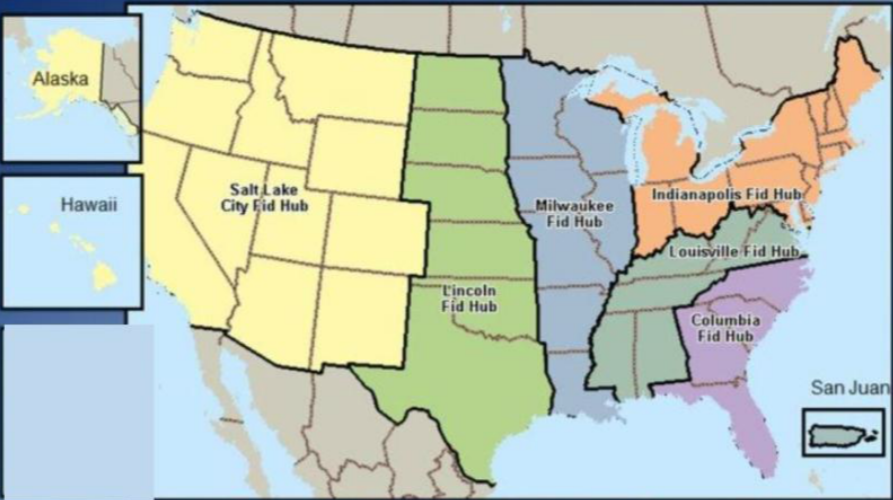 Alaska
Hawaii
Salt Lake
City Fid Hub
Milwaukee
Fid Hub
Indianapolis Fid Hub
Louisville Fid Hub
Lincoln
Fid Hub
Columbia
Fid Hub
San Juan